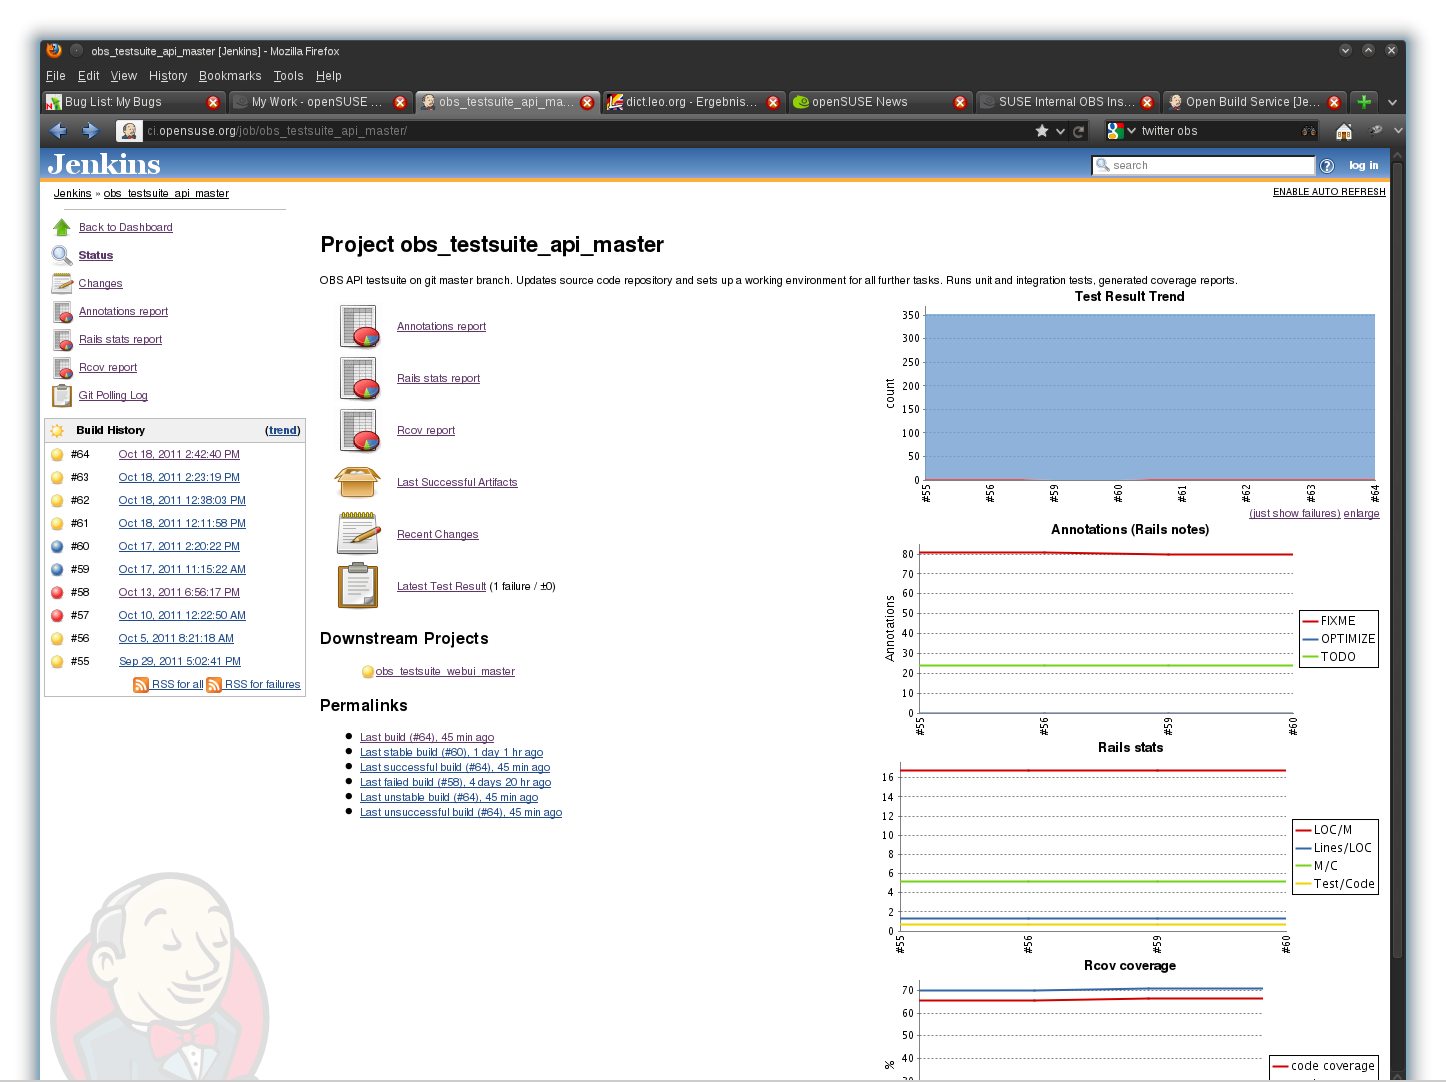 obs_testsuite_api_master [Jenkins] - Mozilla Firefox
File Edit View History Bookmarks Tools Help
Bug List: My Bugs
My Work - openSUSE ...
obs_testsuite_api_ma...
dict.leo.org - Ergebnis...
openSUSE News
SUSE Internal OBS Ins...
Open Build Service [Je...
ci.opensuse.org/job/obs_testsuite_api_master/
twitter obs
Jenkins
search
log in
Jenkins » obs_testsuite_api_master
ENABLE AUTO REFRESH
Back to Dashboard
Status
Changes
Annotations report
Rails stats report
Rcov report
Git Polling Log
Build History (trend)
#64 Oct 18, 2011 2:42:40 PM
#63 Oct 18, 2011 2:23:19 PM
#62 Oct 18, 2011 12:38:03 PM
#61 Oct 18, 2011 12:11:58 PM
#60 Oct 17, 2011 2:20:22 PM
#59 Oct 17, 2011 11:15:22 AM
#58 Oct 13, 2011 6:56:17 PM
#57 Oct 10, 2011 12:22:50 AM
#56 Oct 5, 2011 8:21:18 AM
#55 Sep 29, 2011 5:02:41 PM
RSS for all RSS for failures
Project obs_testsuite_api_master
OBS API testsuite on git master branch. Updates source code repository and sets up a working environment for all further tasks. Runs unit and integration tests, generated coverage reports.
Annotations report
Rails stats report
Rcov report
Last Successful Artifacts
Recent Changes
Latest Test Result (1 failure / ±0)
Downstream Projects
obs_testsuite_webui_master
Permalinks
Last build (#64), 45 min ago
Last stable build (#60), 1 day 1 hr ago
Last successful build (#64), 45 min ago
Last failed build (#58), 4 days 20 hr ago
Last unstable build (#64), 45 min ago
Last unsuccessful build (#64), 45 min ago
Test Result Trend
count
350
300
250
200
150
100
50
0
#55 #56 #59 #60 #61 #62 #63 #64
(just show failures) enlarge
Annotations (Rails notes)
Annotations
80
70
60
50
40
30
20
10
0
#55 #56 #59 #60
FIXME
OPTIMIZE
TODO
Rails stats
16
14
12
10
8
6
4
2
0
#55 #56 #59 #60
LOC/M
Lines/LOC
M/C
Test/Code
Rcov coverage
%
70
60
50
40
30
code coverage